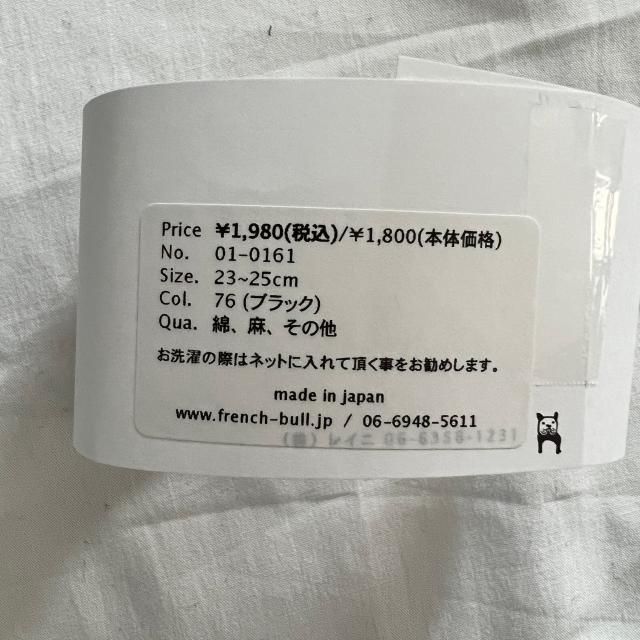 Price ¥1,980(税込)/¥1,800(本体価格)
No. 01-0161
Size. 23~25cm
Col. 76 (ブラック)
Qua. 綿、麻、その他
お洗濯の際はネットに入れて頂く事をお勧めします。
made in japan
www.french-bull.jp / 06-6948-5611
レイニ 06-6356-1231